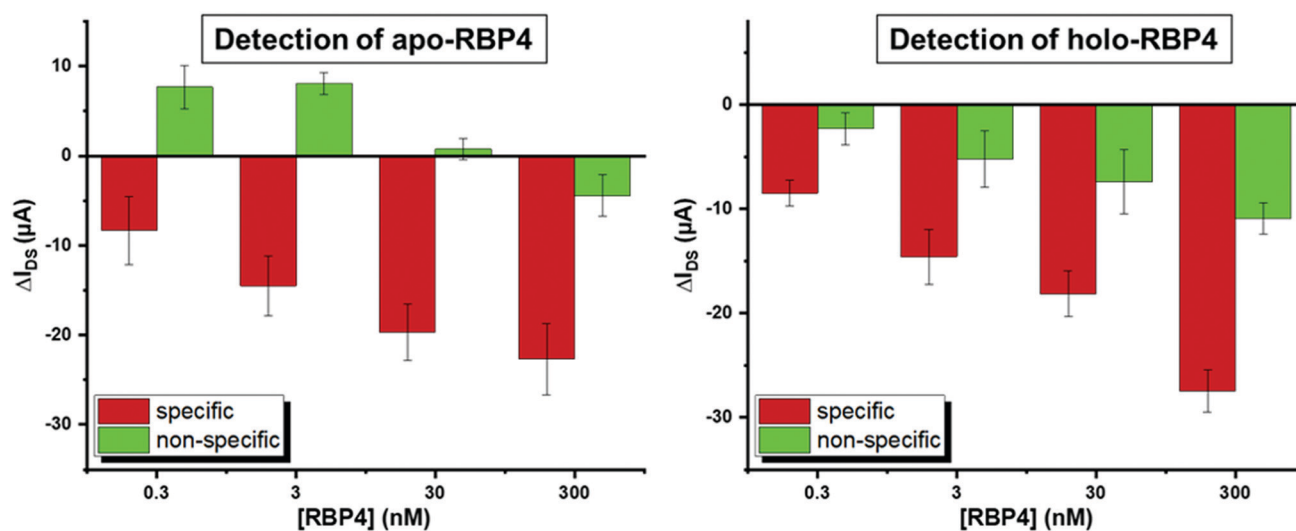 Detection of apo-RBP4
ΔI_DS (µA)
10
0
-10
-20
-30
specific
non-specific
0.3
3
30
300
[RBP4] (nM)
Detection of holo-RBP4
ΔI_DS (µA)
0
-10
-20
-30
specific
non-specific
0.3
3
30
300
[RBP4] (nM)